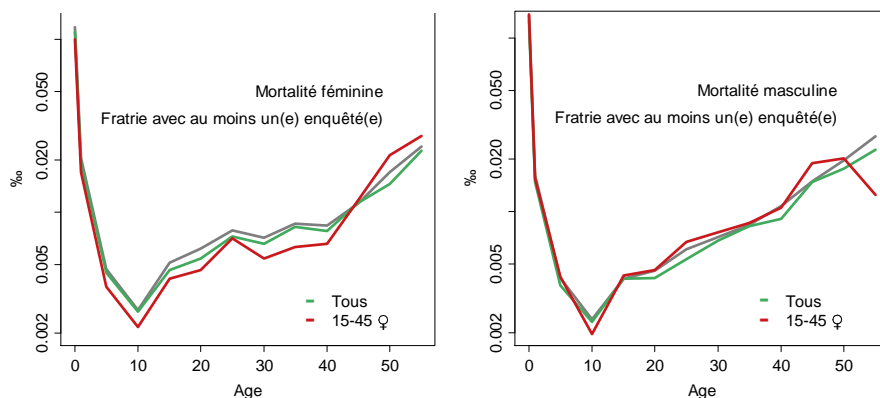 Mortalité féminine
Fratrie avec au moins un(e) enquêté(e)
‰
0.050
0.020
0.005
0.002
Tous
15-45 ♀
0 10 20 30 40 50
Age
Mortalité masculine
Fratrie avec au moins un(e) enquêté(e)
‰
0.050
0.020
0.005
0.002
Tous
15-45 ♀
0 10 20 30 40 50
Age